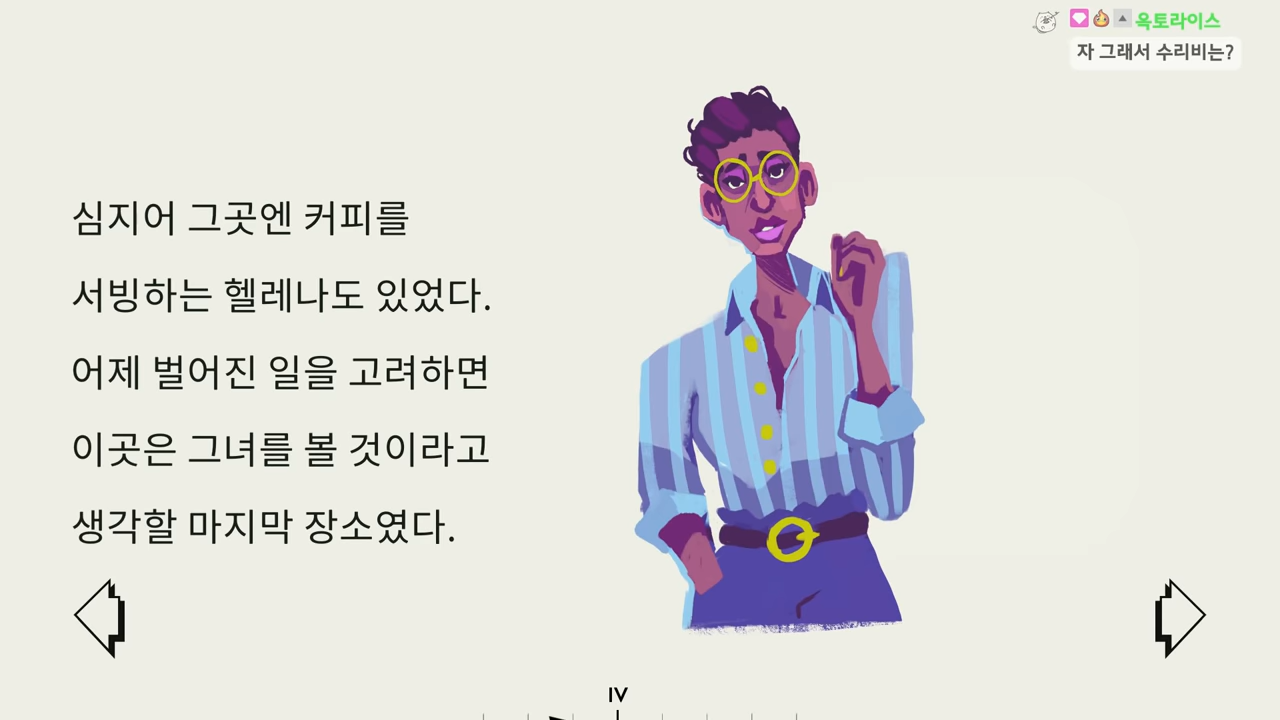 욕토라이스
자 그래서 수리비는?
심지어 그곳엔 커피를
서빙하는 헬레나도 있었다.
어제 벌어진 일을 고려하면
이곳은 그녀를 볼 것이라고
생각할 마지막 장소였다.
IV